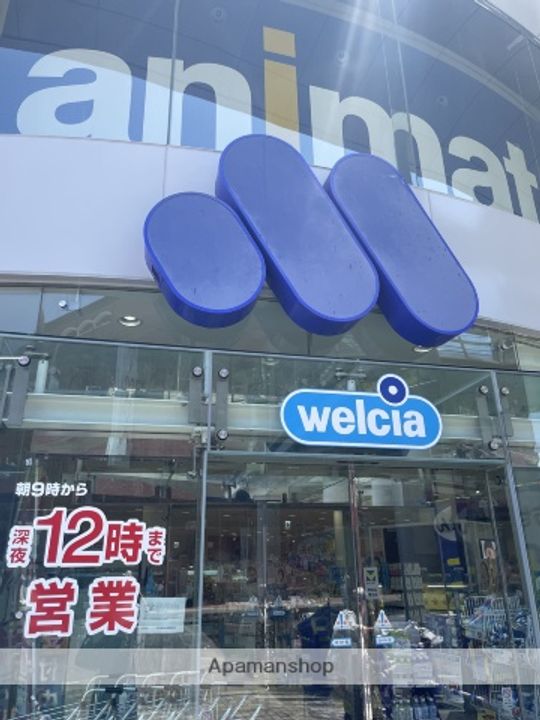 animat
welcia
朝9時から
深夜12時まで
営業
Apamanshop